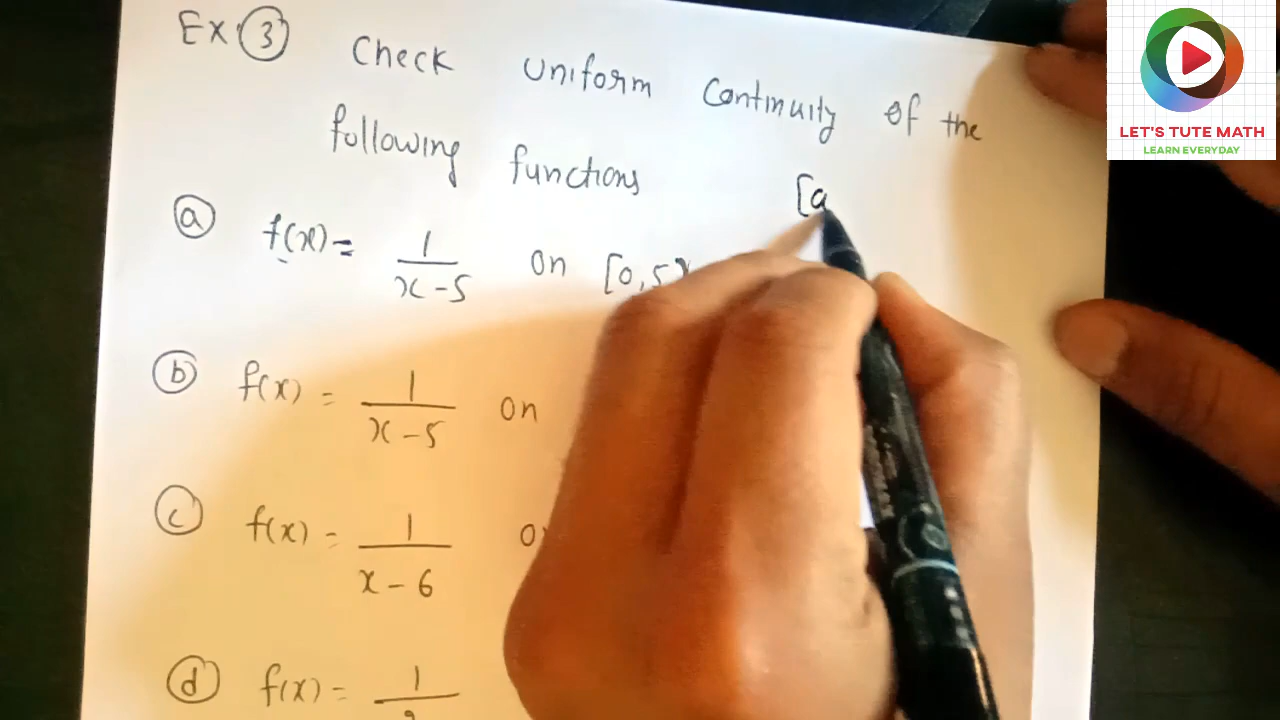 Ex. ③ Check uniform Continuity of the
following functions
[a
ⓐ f(x) = 1/(x-5) on [0,5
ⓑ f(x) = 1/(x-5) on
ⓒ f(x) = 1/(x-6)
ⓓ f(x) = 1
LET'S TUTE MATH
LEARN EVERYDAY